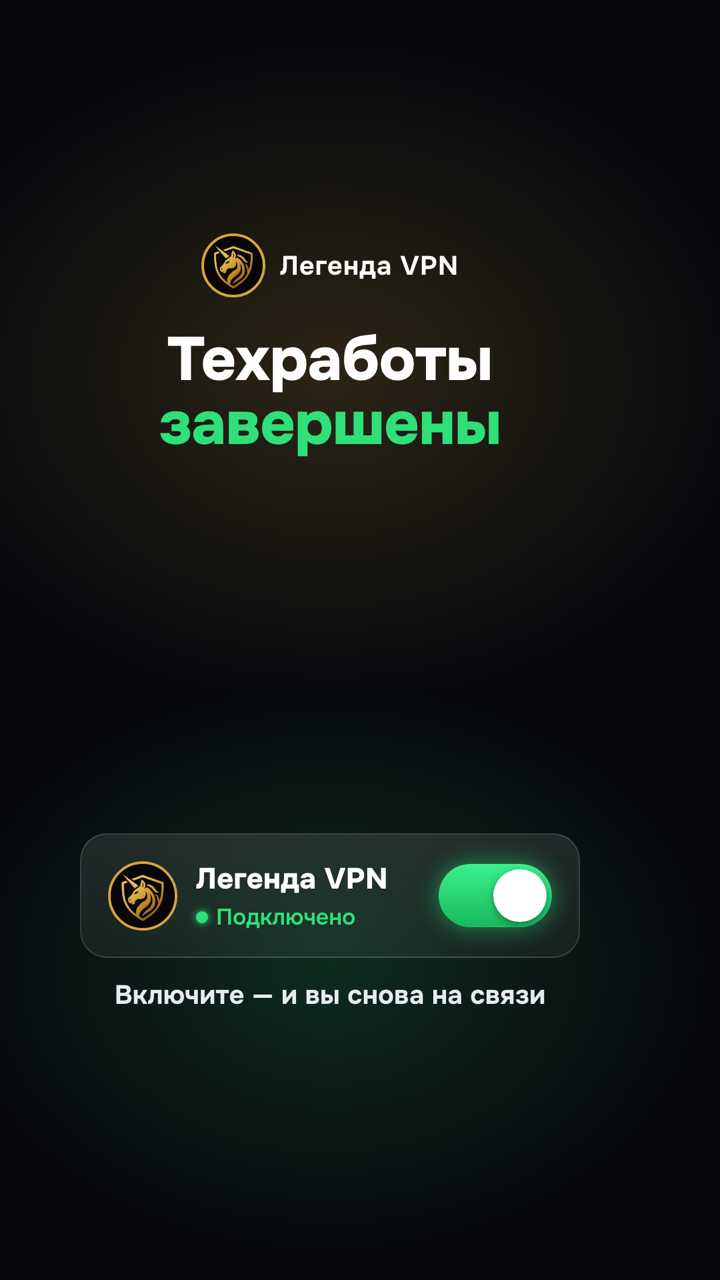 Легенда VPN
Техработы
завершены
Легенда VPN
Подключено
Включите — и вы снова на связи